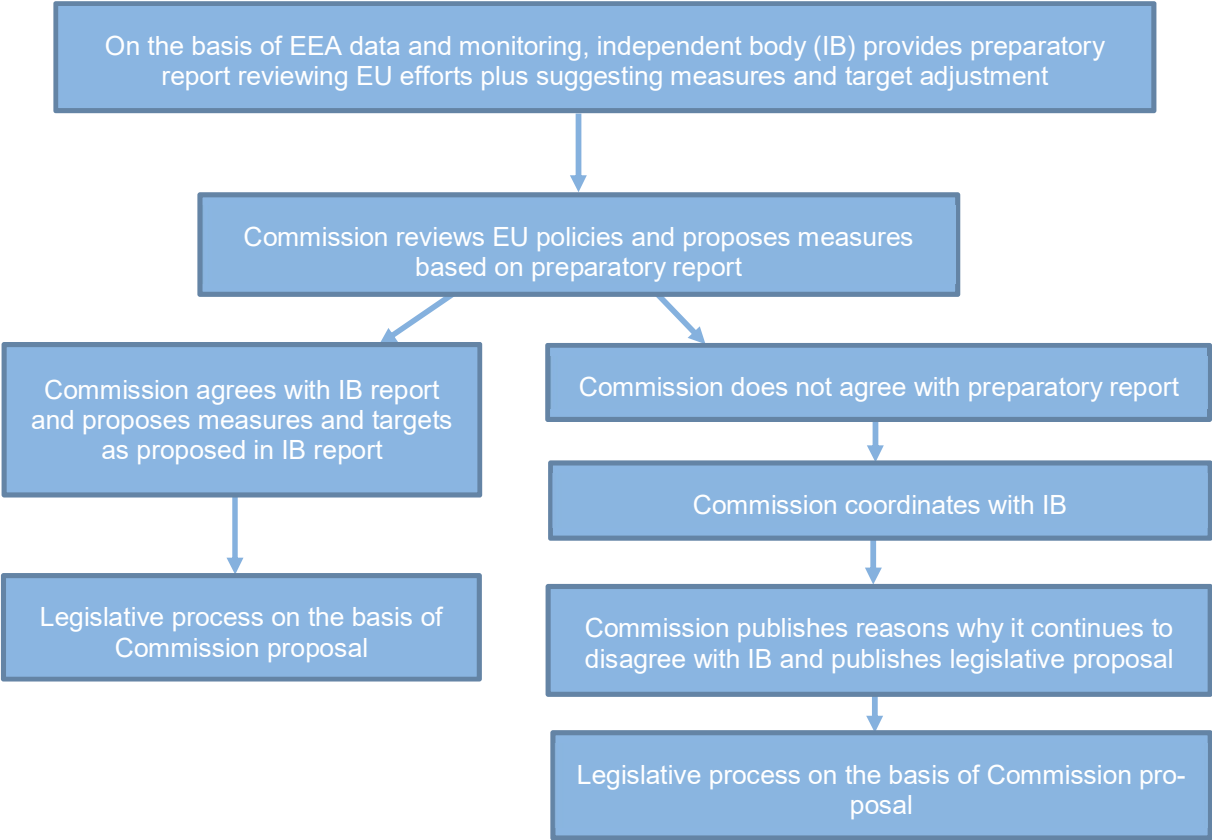 On the basis of EEA data and monitoring, independent body (IB) provides preparatory
report reviewing EU efforts plus suggesting measures and target adjustment
Commission reviews EU policies and proposes measures
based on preparatory report
Commission agrees with IB report
and proposes measures and targets
as proposed in IB report
Legislative process on the basis of
Commission proposal
Commission does not agree with preparatory report
Commission coordinates with IB
Commission publishes reasons why it continues to
disagree with IB and publishes legislative proposal
Legislative process on the basis of Commission pro-
posal